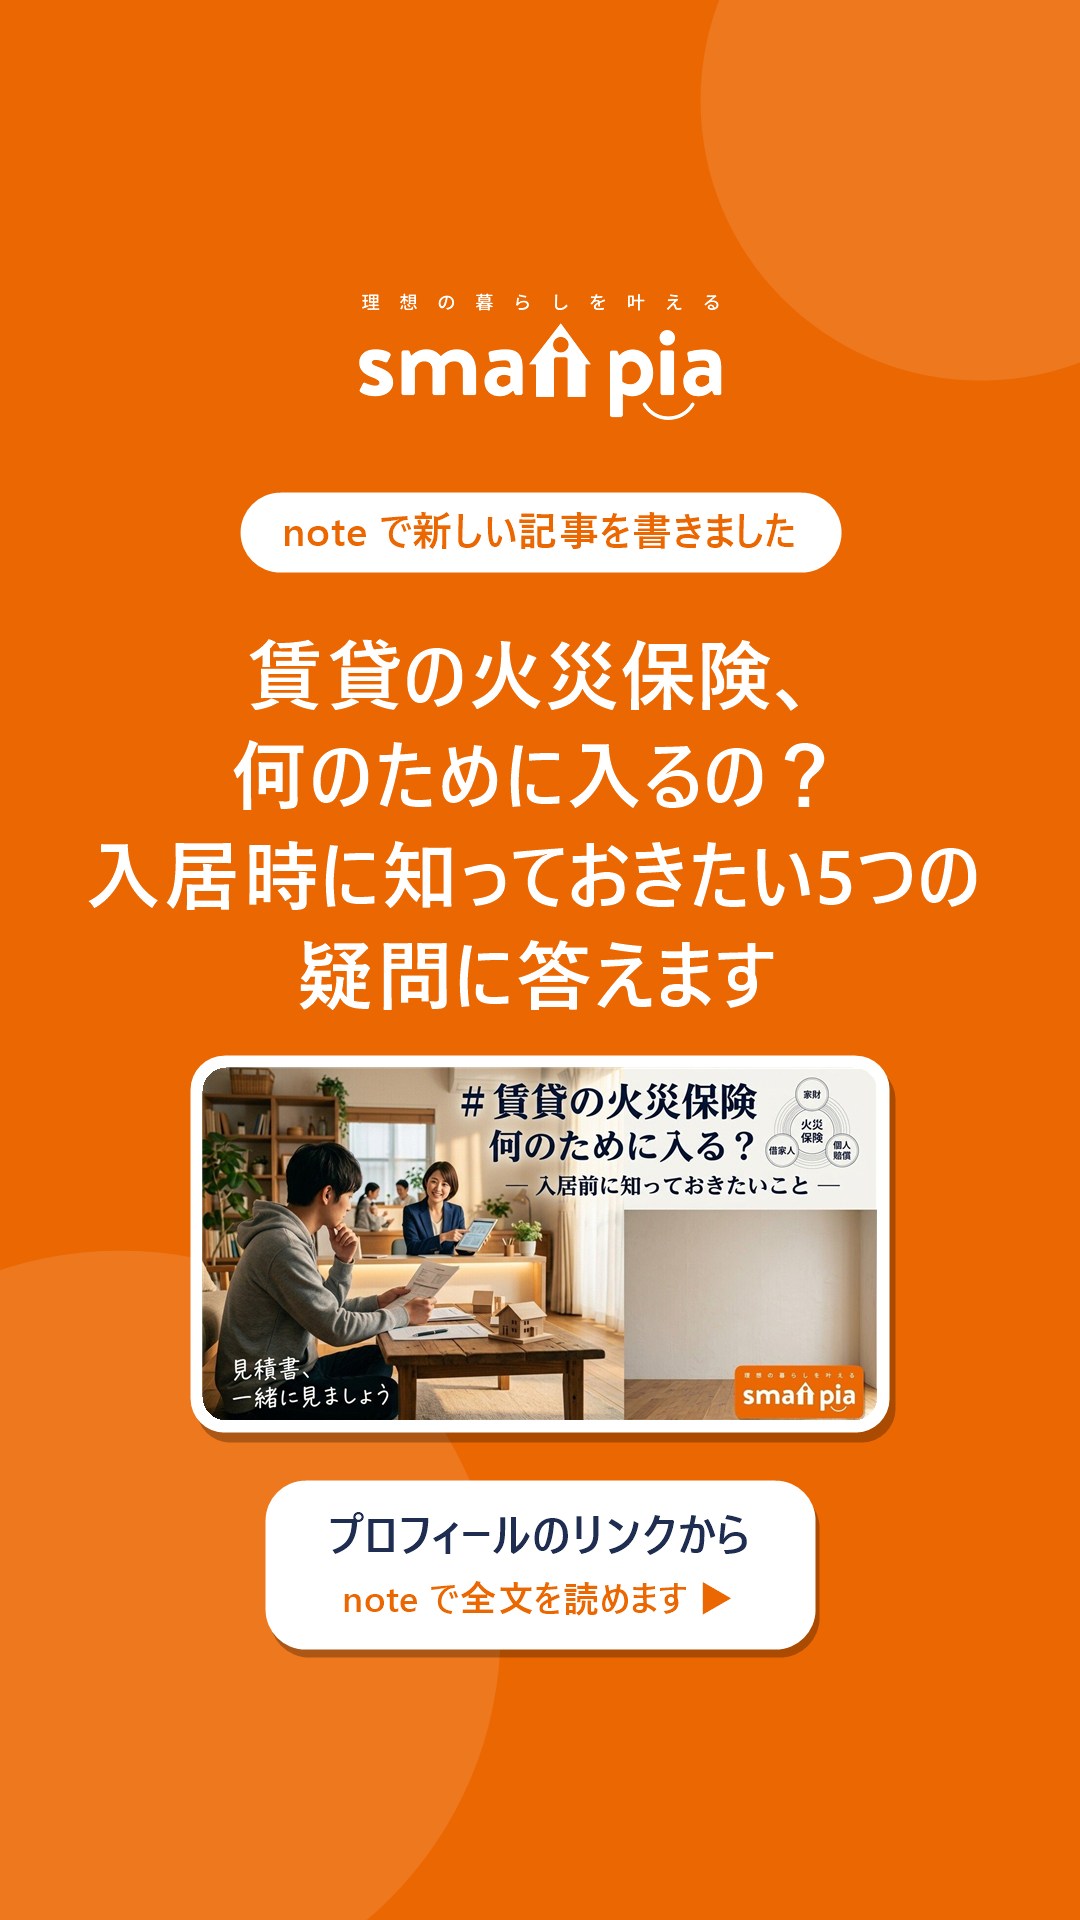 理想の暮らしを叶える
smaiipia
note で新しい記事を書きました
賃貸の火災保険、
何のために入るの？
入居時に知っておきたい5つの
疑問に答えます
#賃貸の火災保険
何のために入る？
― 入居前に知っておきたいこと ―
家財
火災
保険
借家人
個人
賠償
見積書、
一緒に見ましょう
理想の暮らしを叶える
smaiipia
プロフィールのリンクから
note で全文を読めます ▶